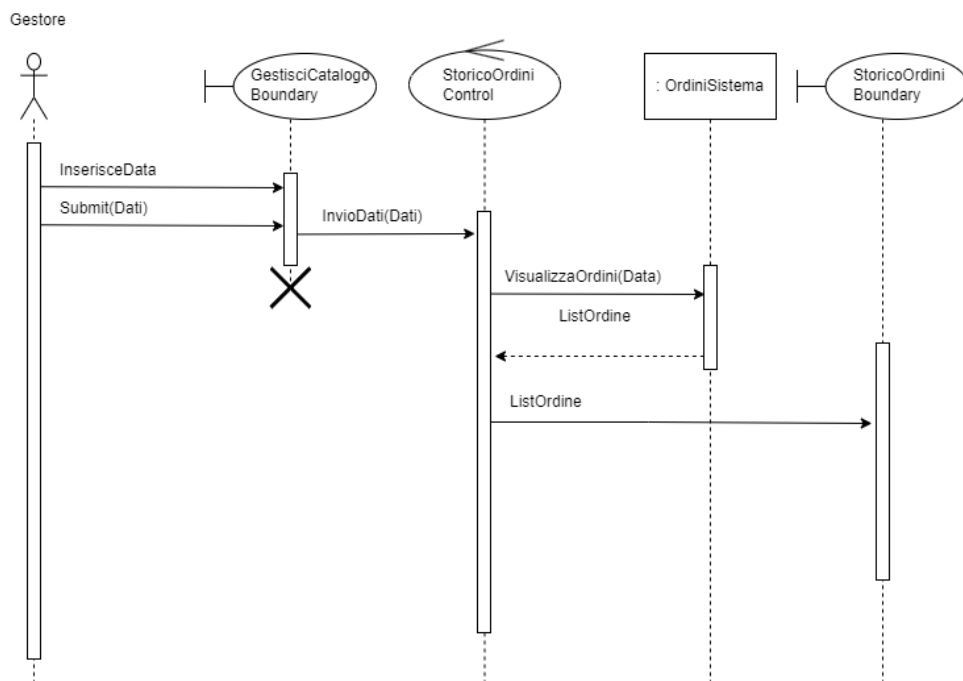 Gestore
GestisciCatalogo
Boundary
StoricoOrdini
Control
: OrdiniSistema
StoricoOrdini
Boundary
InserisceData
Submit(Dati)
InvioDati(Dati)
VisualizzaOrdini(Data)
ListOrdine
ListOrdine